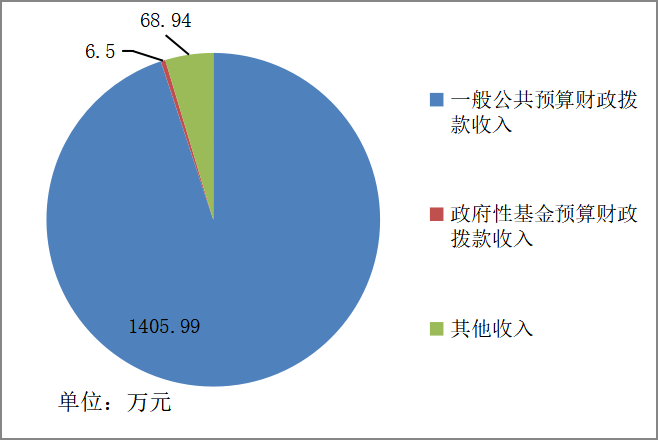 68.94
6.5
一般公共预算财政拨
款收入
政府性基金预算财政
拨款收入
1405.99
其他收入
单位：万元